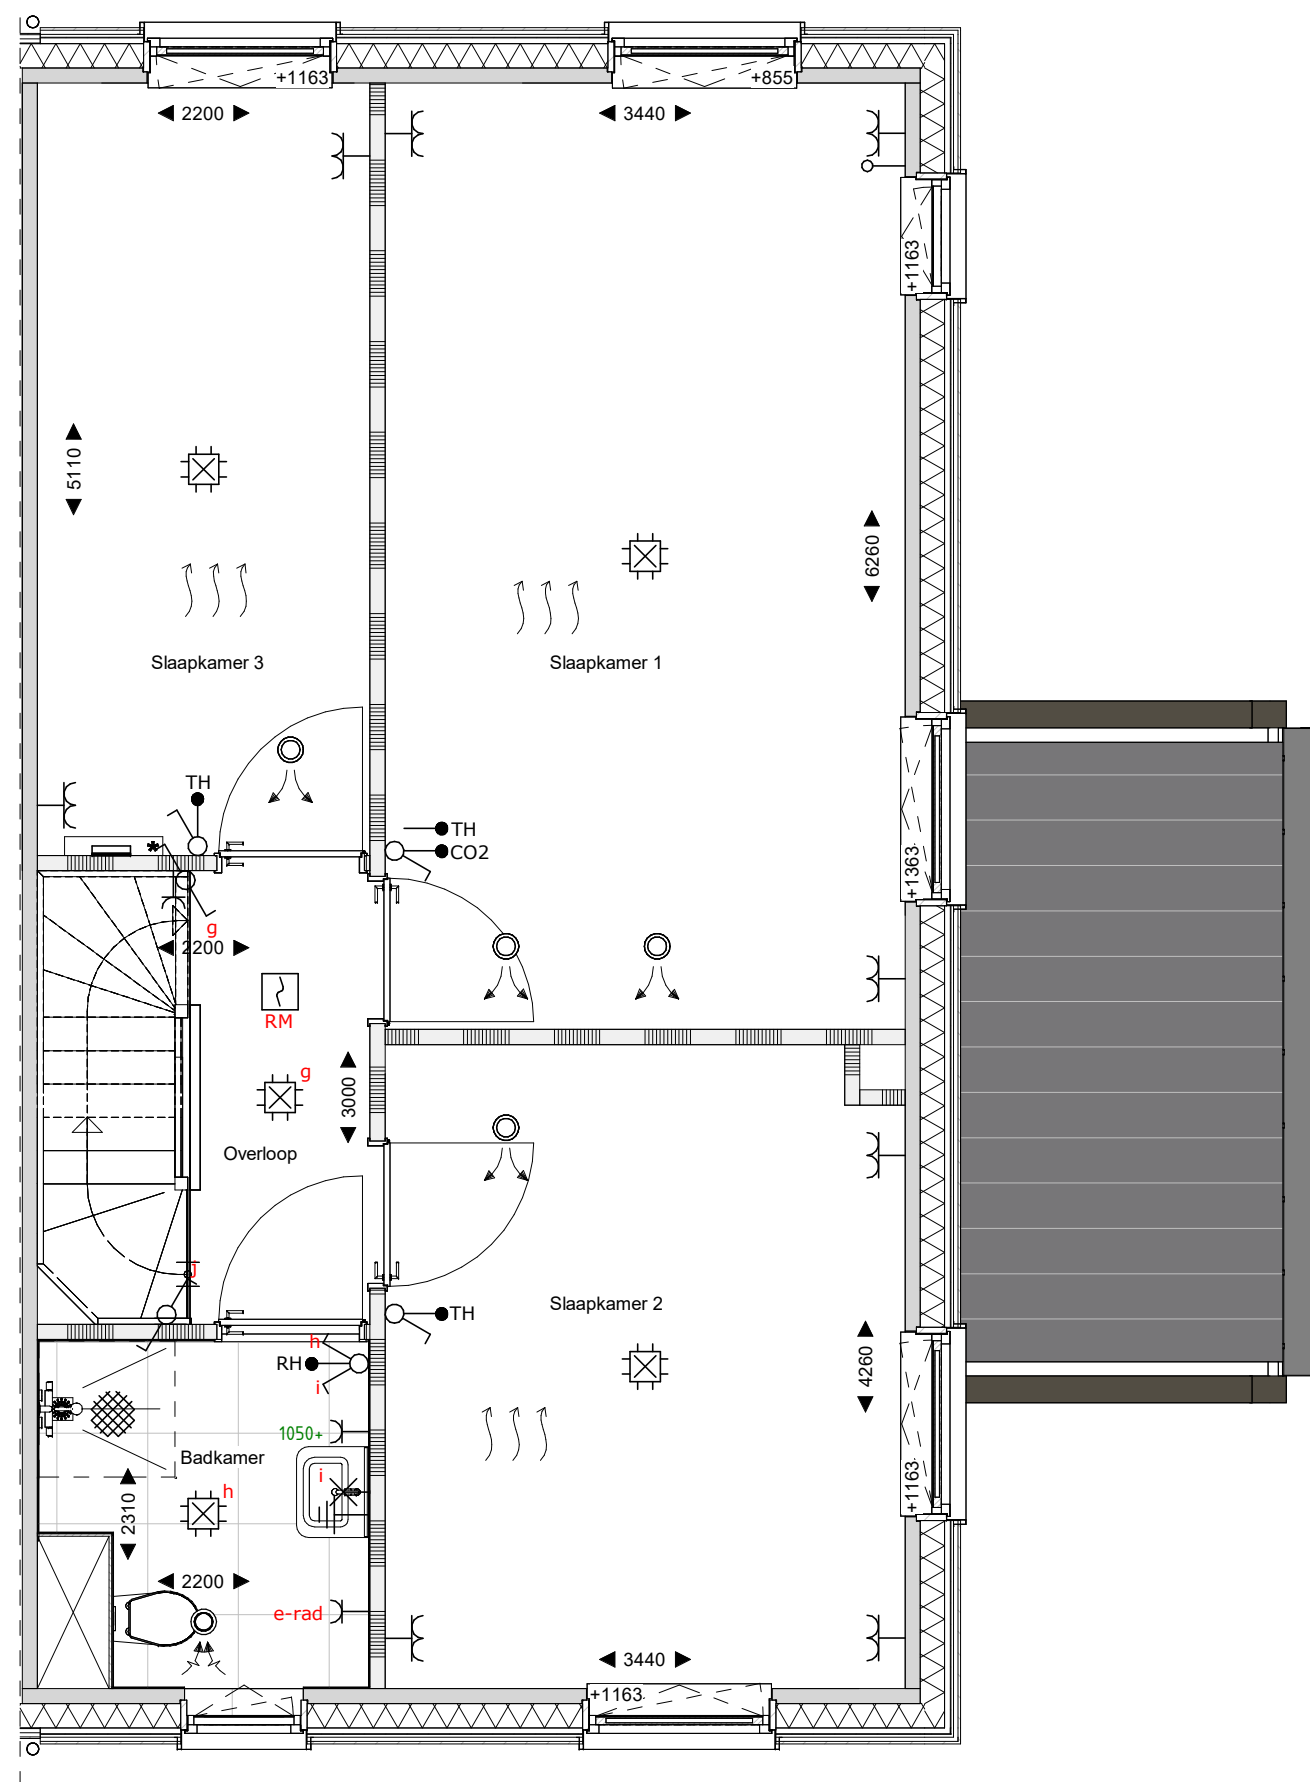 +1163
+855
2200
3440
+1163
5110
6260
Slaapkamer 3
Slaapkamer 1
TH
TH
*
CO2
+1363
g
2200
RM
g
3000
Overloop
J
Slaapkamer 2
TH
h
RH
i
4260
1050+
Badkamer
i
h
+1163
2310
2200
e-rad
3440
+1163